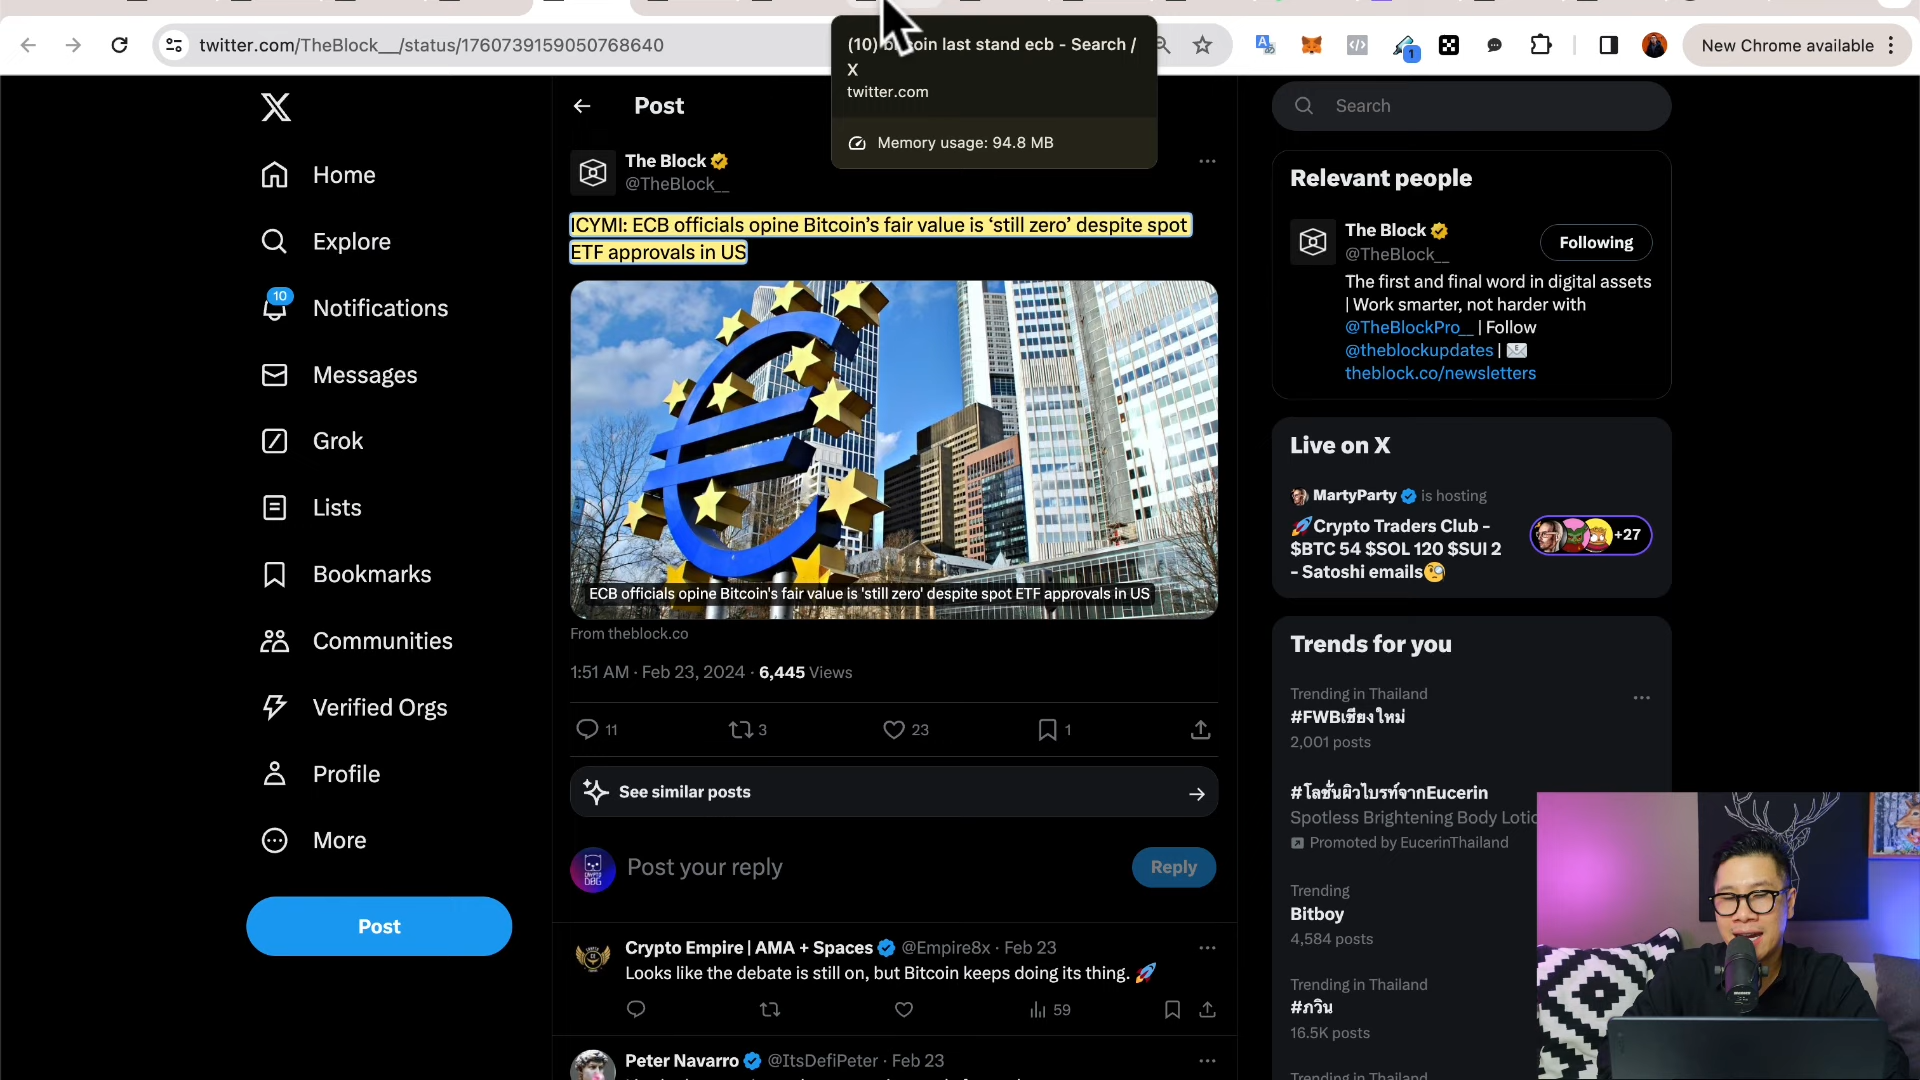 twitter.com/TheBlock__/status/1760739159050768640
New Chrome available
coin last stand ecb - Search /
X
twitter.com
Memory usage: 94.8 MB
Home
Explore
10
Notifications
Messages
Grok
Lists
Bookmarks
Communities
Verified Orgs
Profile
More
Post
Post
The Block
@TheBlock__
ICYMI: ECB officials opine Bitcoin’s fair value is ‘still zero’ despite spot
ETF approvals in US
ECB officials opine Bitcoin's fair value is 'still zero' despite spot ETF approvals in US
From theblock.co
1:51 AM · Feb 23, 2024 · 6,445 Views
11
3
23
1
See similar posts
Post your reply
Reply
Crypto Empire | AMA + Spaces @Empire8x · Feb 23
Looks like the debate is still on, but Bitcoin keeps doing its thing. 🚀
59
Peter Navarro @ItsDefiPeter · Feb 23
1
Search
Relevant people
The Block
@TheBlock__
Following
The first and final word in digital assets
| Work smarter, not harder with
@TheBlockPro__ | Follow
@theblockupdates | 📧
theblock.co/newsletters
Live on X
MartyParty is hosting
🚀Crypto Traders Club -
$BTC 54 $SOL 120 $SUI 2
- Satoshi emails🧐
+27
Trends for you
Trending in Thailand
#FWBเชียงใหม่
2,001 posts
#โลชั่นผิวไบรท์จากEucerin
Spotless Brightening Body
Promoted by EucerinThailand
Trending
Bitboy
4,584 posts
Trending in Thailand
#ภวิน
16.5K posts
Trending in Thailand